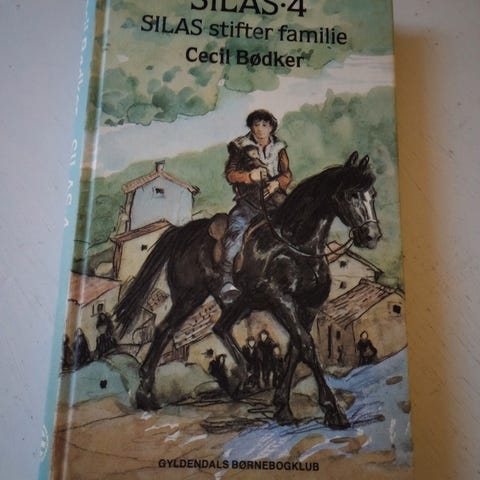 SILAS·4
SILAS stifter familie
Cecil Bødker
GYLDENDALS BØRNEBOGKLUB